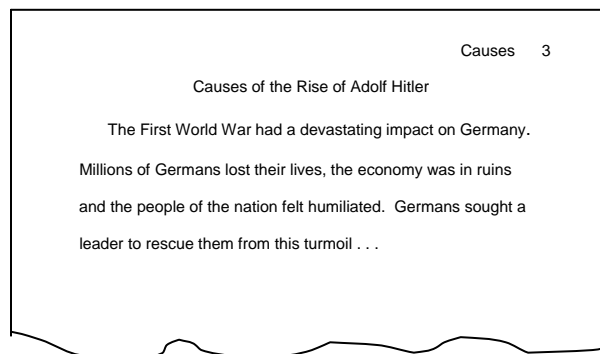 Causes 3
Causes of the Rise of Adolf Hitler
The First World War had a devastating impact on Germany.
Millions of Germans lost their lives, the economy was in ruins
and the people of the nation felt humiliated. Germans sought a
leader to rescue them from this turmoil . . .